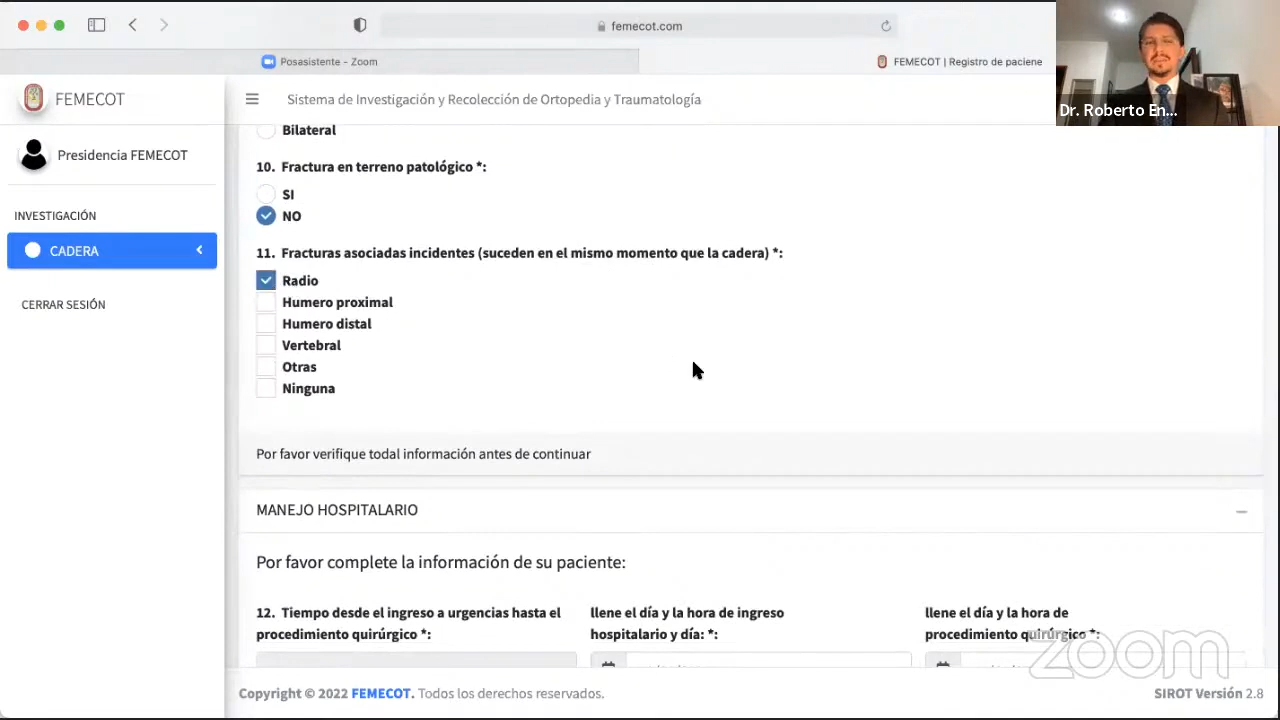 femecot.com
Posasistente - Zoom
FEMECOT | Registro de paciene
Dr. Roberto En...
FEMECOT
Sistema de Investigación y Recolección de Ortopedia y Traumatología
Presidencia FEMECOT
INVESTIGACIÓN
CADERA
CERRAR SESIÓN
Bilateral
10. Fractura en terreno patológico *:
SI
NO
11. Fracturas asociadas incidentes (suceden en el mismo momento que la cadera) *:
Radio
Humero proximal
Humero distal
Vertebral
Otras
Ninguna
Por favor verifique todal información antes de continuar
MANEJO HOSPITALARIO
Por favor complete la información de su paciente:
12. Tiempo desde el ingreso a urgencias hasta el
procedimiento quirúrgico *:
llene el día y la hora de ingreso
hospitalario y día: *:
llene el día y la hora de
procedimiento quirúrgico *:
zoom
Copyright © 2022 FEMECOT. Todos los derechos reservados.
SIROT Versión 2.8